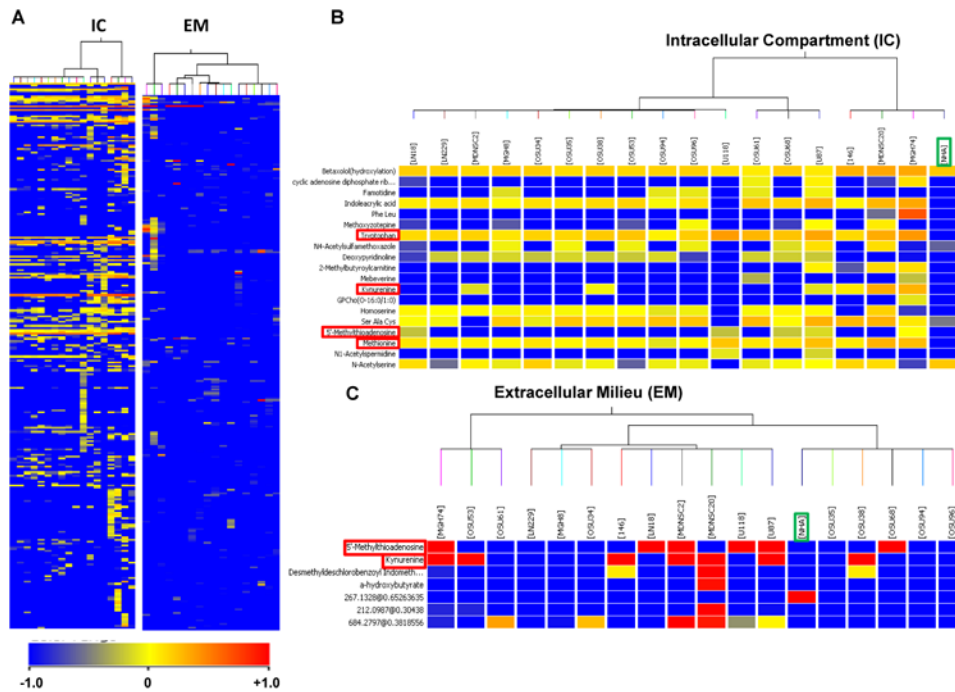 A
IC
EM
-1.0
0
+1.0
B
Intracellular Compartment (IC)
[LN18]
[LN229]
[MDNSC2]
[MGH8]
[OSU34]
[OSU35]
[OSU38]
[OSU53]
[OSU94]
[OSU96]
[U118]
[OSU61]
[OSU68]
[U87]
[146]
[MDNSC20]
[MGH74]
[NHA]
Betaxolol(hydroxylation)
cyclic adenosine diphosphate rib...
Famotidine
Indoleacrylic acid
Phe Leu
Methoxyzotepine
Tryptophan
N4-Acetylsulfamethoxazole
Deoxypyridinoline
2-Methylbutyroylcarnitine
Mebeverine
Kynurenine
GPCho(O-16:0/1:0)
Homoserine
Ser Ala Cys
5'-Methylthioadenosine
Methionine
N1-Acetylspermidine
N-Acetylserine
C
Extracellular Milieu (EM)
[MGH74]
[OSU53]
[OSU61]
[LN229]
[MGH8]
[OSU34]
[146]
[LN18]
[MDNSC2]
[MDNSC20]
[U118]
[U87]
[NHA]
[OSU35]
[OSU38]
[OSU68]
[OSU94]
[OSU96]
5'-Methylthioadenosine
Kynurenine
Desmethyldeschlorobenzoyl Indometh...
a-hydroxybutyrate
267.1328@0.65263635
212.0987@0.30438
684.2797@0.3818556